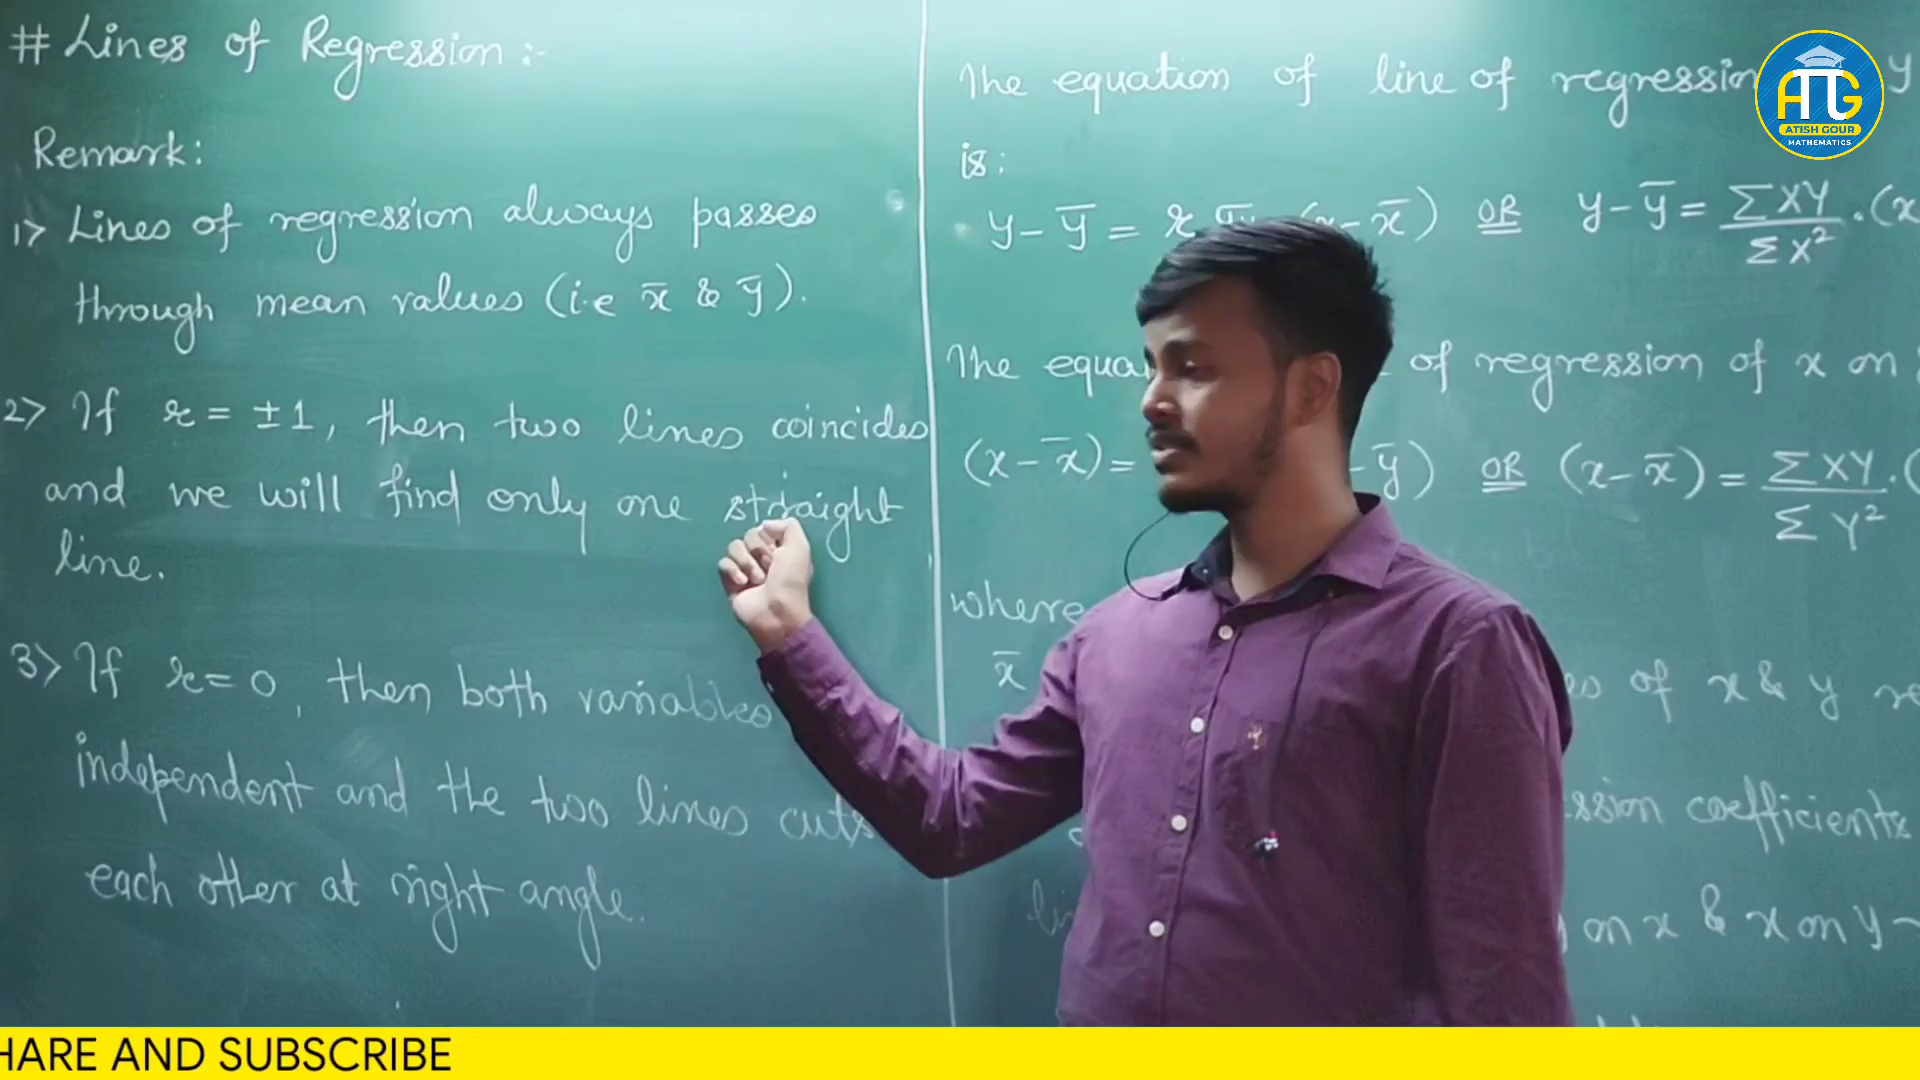 # Lines of Regression :-
Remark:
1> Lines of regression always passes
through mean values (i.e x̄ & ȳ).
2> If r = ±1, then two lines coincides
and we will find only one straight
line.
3> If r = 0, then both variables
independent and the two lines cuts
each other at right angle.
The equation of line of regression y
is:
y - ȳ = r σy (x - x̄) OR y - ȳ = ΣXY / ΣX² . (x
The equa of regression of x on
(x - x̄) = - ȳ) OR (x - x̄) = ΣXY / ΣY² . (
where
x̄ of x & y
coefficients
on x & x on y
ATG
ATISH GOUR
MATHEMATICS
HARE AND SUBSCRIBE